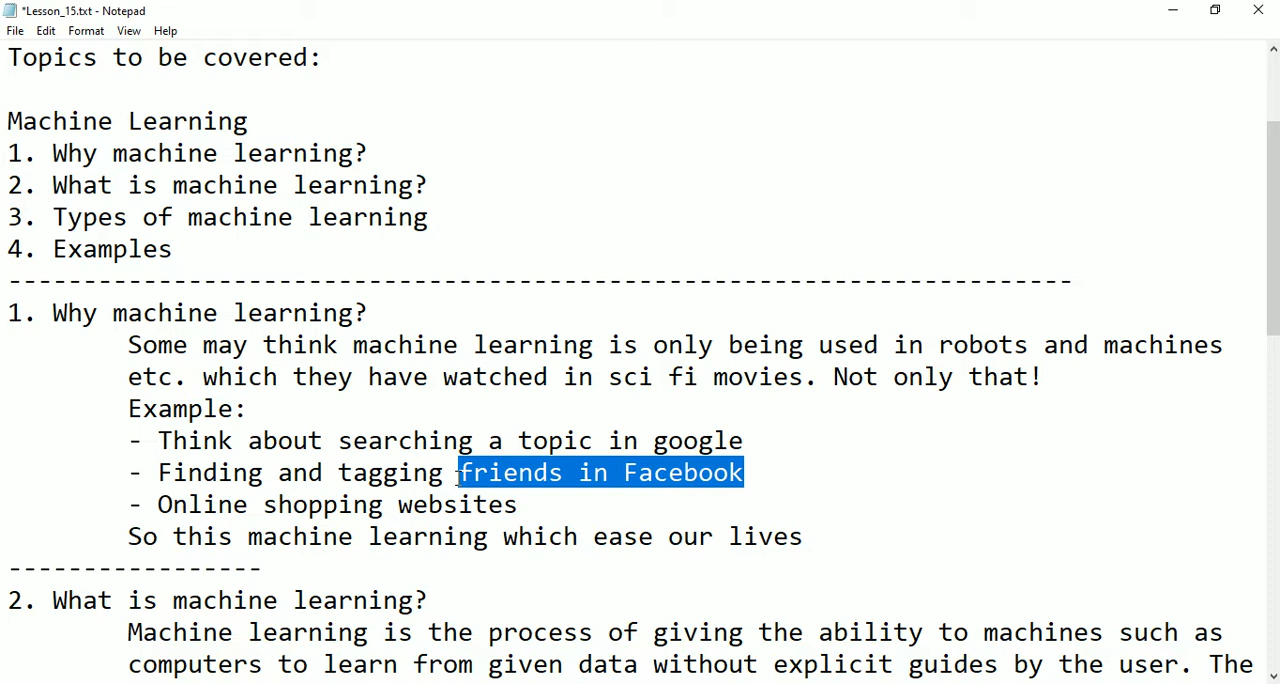 *Lesson_15.txt - Notepad
File Edit Format View Help
Topics to be covered:
Machine Learning
1. Why machine learning?
2. What is machine learning?
3. Types of machine learning
4. Examples
-----------------------------------------------------------------------
1. Why machine learning?
Some may think machine learning is only being used in robots and machines
etc. which they have watched in sci fi movies. Not only that!
Example:
- Think about searching a topic in google
- Finding and tagging friends in Facebook
- Online shopping websites
So this machine learning which ease our lives
-----------------
2. What is machine learning?
Machine learning is the process of giving the ability to machines such as
computers to learn from given data without explicit guides by the user. The